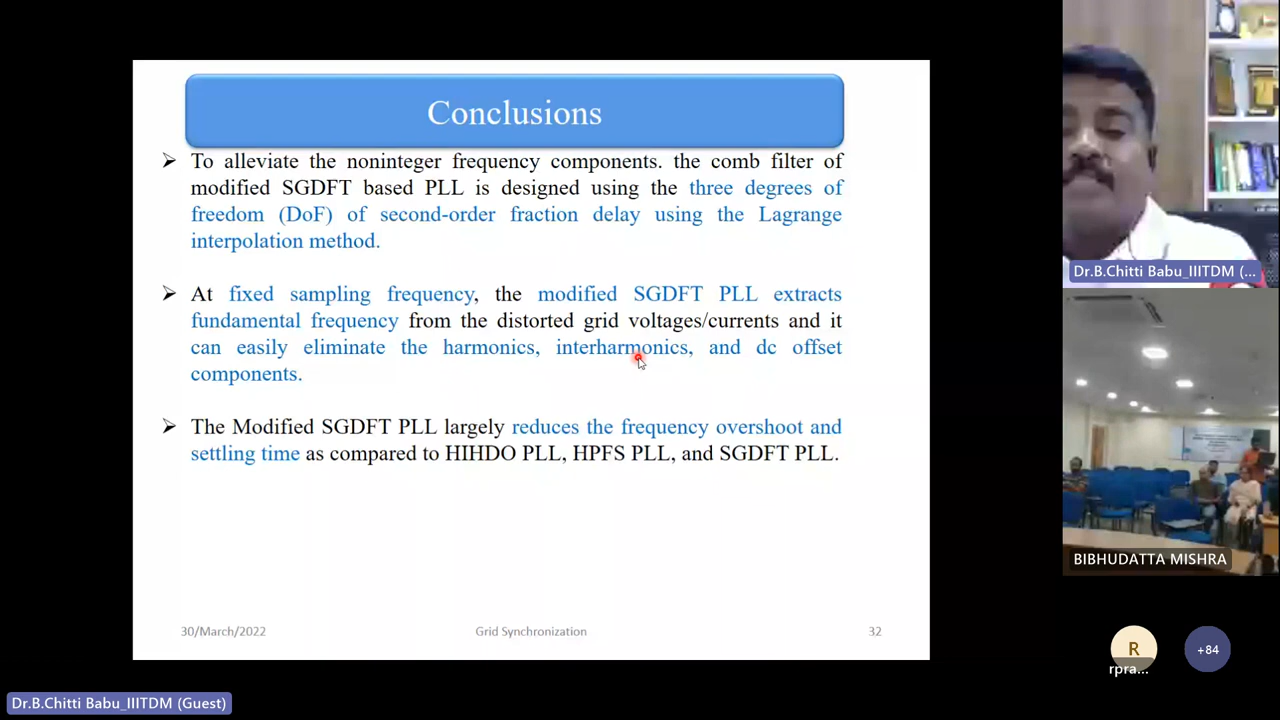 Conclusions
➢ To alleviate the noninteger frequency components. the comb filter of
modified SGDFT based PLL is designed using the three degrees of
freedom (DoF) of second-order fraction delay using the Lagrange
interpolation method.
➢ At fixed sampling frequency, the modified SGDFT PLL extracts
fundamental frequency from the distorted grid voltages/currents and it
can easily eliminate the harmonics, interharmonics, and dc offset
components.
➢ The Modified SGDFT PLL largely reduces the frequency overshoot and
settling time as compared to HIHDO PLL, HPFS PLL, and SGDFT PLL.
30/March/2022
Grid Synchronization
32
Dr.B.Chitti Babu_IIITDM (...
BIBHUDATTA MISHRA
R
rpra...
+84
Dr.B.Chitti Babu_IIITDM (Guest)